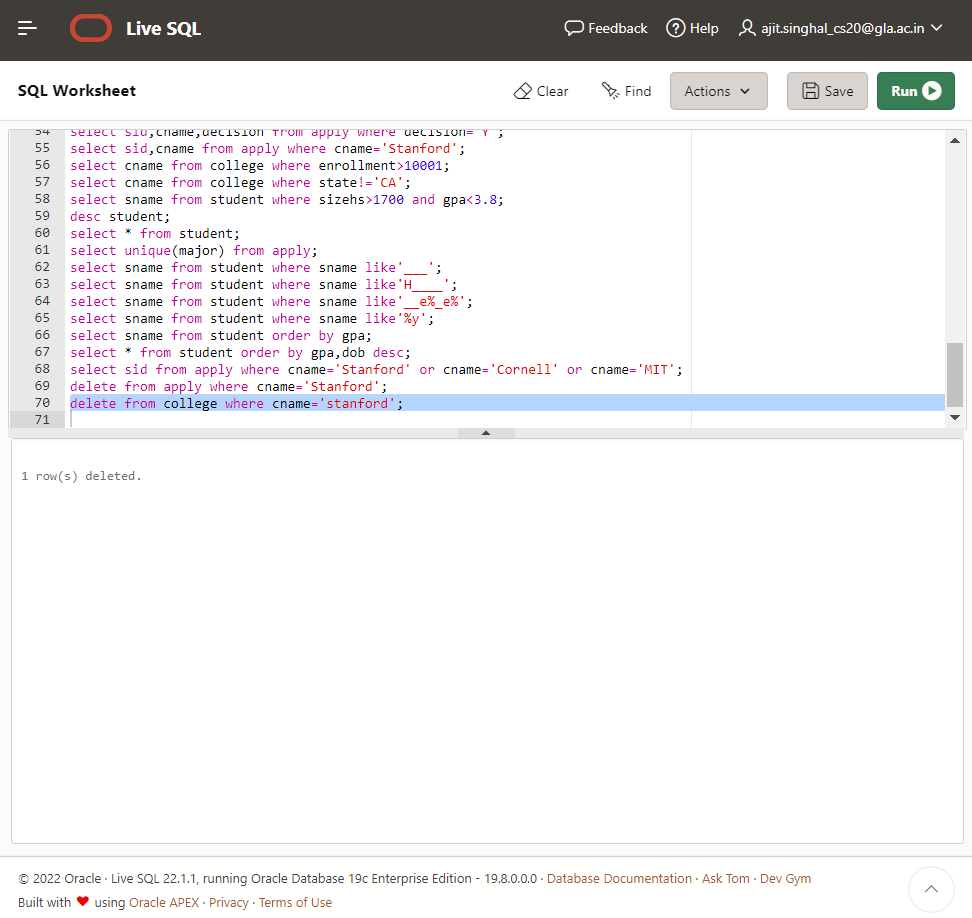 Live SQL
Feedback
Help
ajit.singhal_cs20@gla.ac.in
SQL Worksheet
Clear
Find
Actions
Save
Run
54 select sid,cname,decision from apply where decision='Y';
55 select sid,cname from apply where cname='Stanford';
56 select cname from college where enrollment>10001;
57 select cname from college where state!='CA';
58 select sname from student where sizehs>1700 and gpa<3.8;
59 desc student;
60 select * from student;
61 select unique(major) from apply;
62 select sname from student where sname like'___';
63 select sname from student where sname like'H____';
64 select sname from student where sname like'__e%_e%';
65 select sname from student where sname like'%y';
66 select sname from student order by gpa;
67 select * from student order by gpa,dob desc;
68 select sid from apply where cname='Stanford' or cname='Cornell' or cname='MIT';
69 delete from apply where cname='Stanford';
70 delete from college where cname='stanford';
71
1 row(s) deleted.
© 2022 Oracle · Live SQL 22.1.1, running Oracle Database 19c Enterprise Edition - 19.8.0.0.0 · Database Documentation · Ask Tom · Dev Gym
Built with ❤ using Oracle APEX · Privacy · Terms of Use